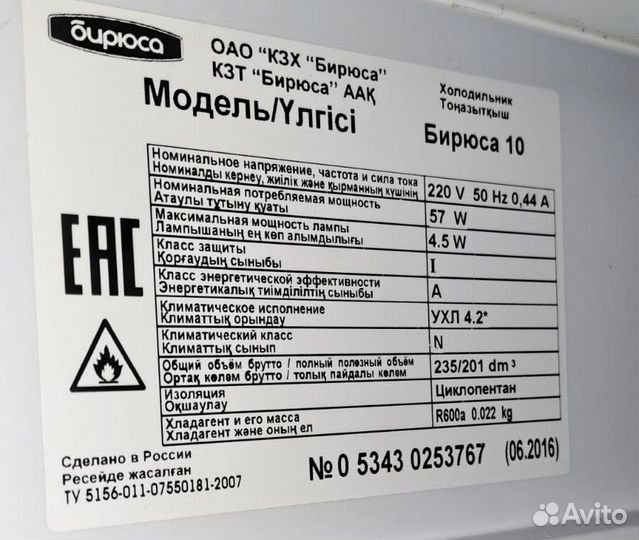 бирюса
ОАО “КЗХ “Бирюса”
КЗТ “Бирюса” ААҚ
Холодильник
Тоңазытқыш
Модель/Үлгісі
Бирюса 10
Номинальное напряжение, частота и сила тока
Номиналды кернеу, жиілік және қырманның күшінің
220 V 50 Hz 0,44 A
Номинальная потребляемая мощность
Атаулы тұтыну қуаты
57 W
Максимальная мощность лампы
Лампышаның ең көп алымдылығы
4.5 W
Класс защиты
Қорғаудың сыныбы
I
Класс энергетической эффективности
Энергетикалық тиімділілтің сыныбы
A
Климатическое исполнение
Климаттық орындау
УХЛ 4.2*
Климатический класс
Климаттық сынып
N
Общий объём брутто / полный полезный объём
Ортақ көлем брутто / толық пайдалы көлем
235/201 dm³
Изоляция
Оқшаулау
Циклопентан
Хладагент и его масса
Хладагент және оның ел
R600a 0.022 kg
EAC
Сделано в России
Ресейде жасалған
ТУ 5156-011-07550181-2007
№ 0 5343 0253767 (06.2016)
Avito